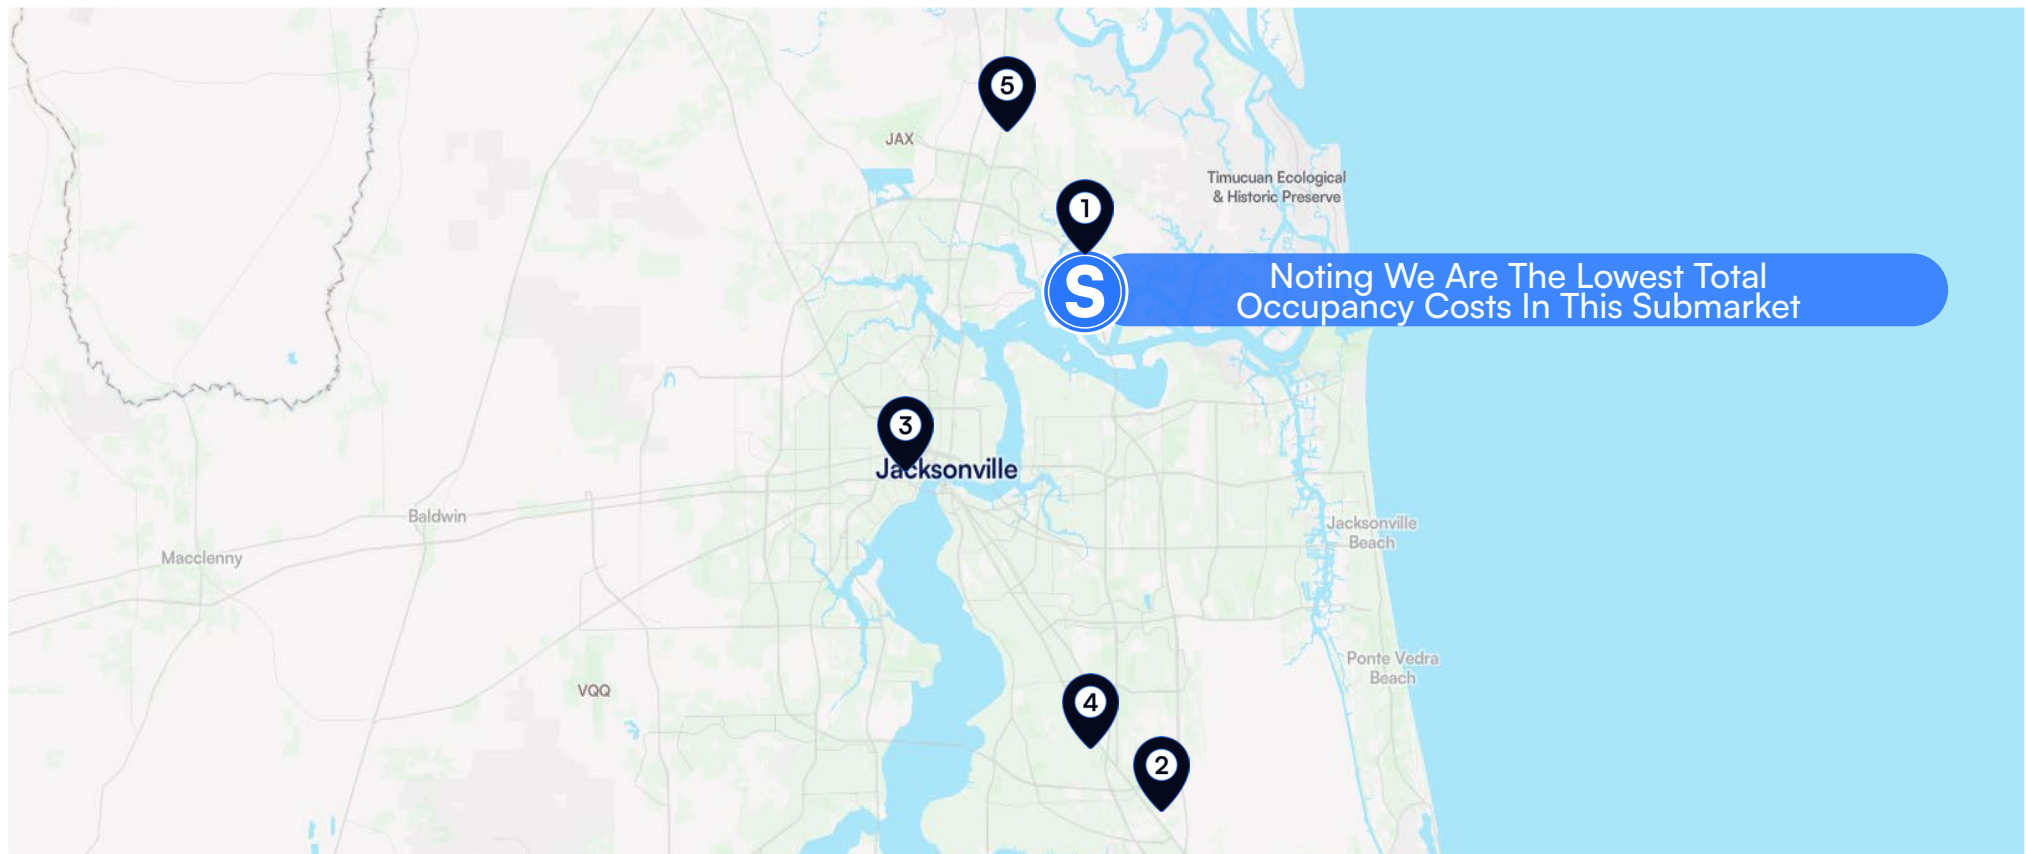 5
JAX
Timucuan Ecological
& Historic Preserve
1
S
Noting We Are The Lowest Total
Occupancy Costs In This Submarket
3
Jacksonville
Baldwin
Jacksonville
Beach
Macclenny
Ponte Vedra
Beach
VQQ
4
2